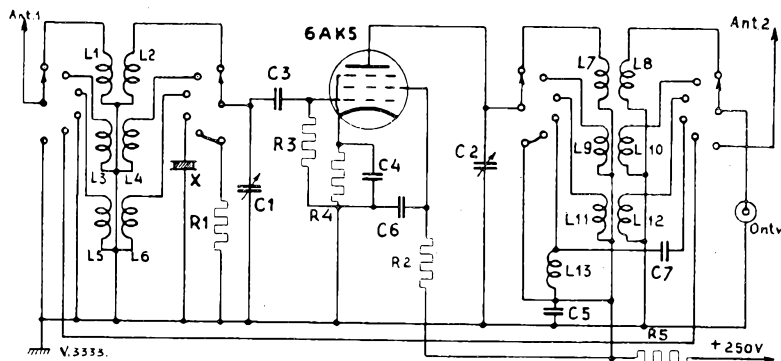 Ant.1
L1
L2
6AK5
L7
L8
Ant.2
C3
R3
C4
C2
L3
L4
X
R4
L9
L10
C1
C6
L5
L6
R1
R2
L11
L12
Ontv
L13
C7
C5
R5
V.3333.
+250V